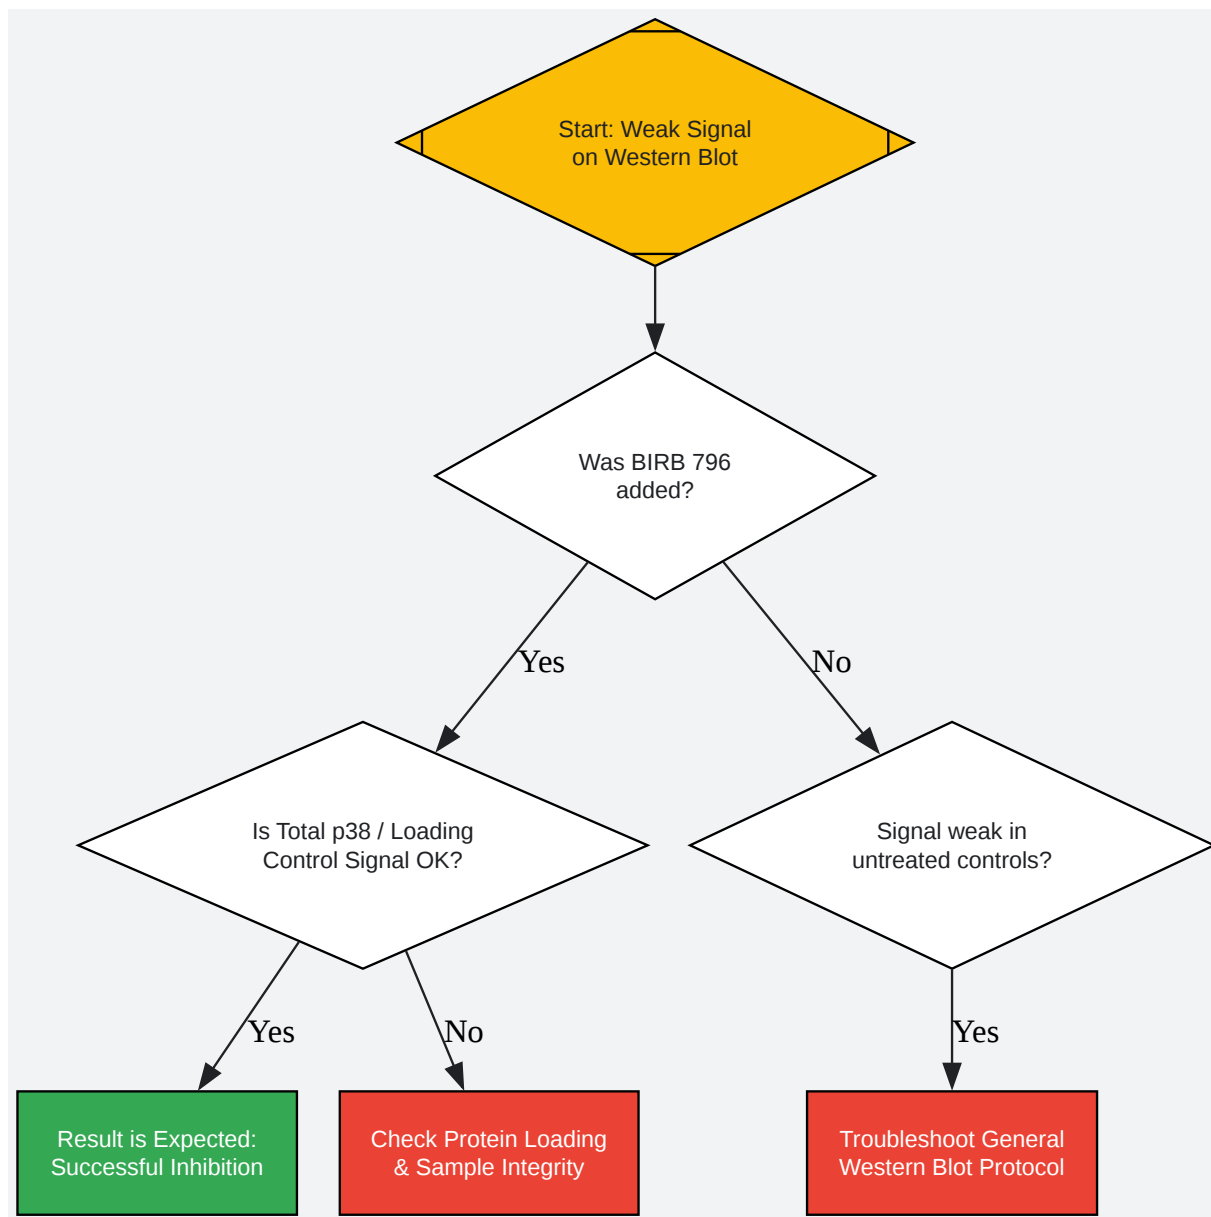 Start: Weak Signal
on Western Blot
Was BIRB 796
added?
Yes
No
Is Total p38 / Loading
Control Signal OK?
Signal weak in
untreated controls?
Yes
No
Yes
Result is Expected:
Successful Inhibition
Check Protein Loading
& Sample Integrity
Troubleshoot General
Western Blot Protocol